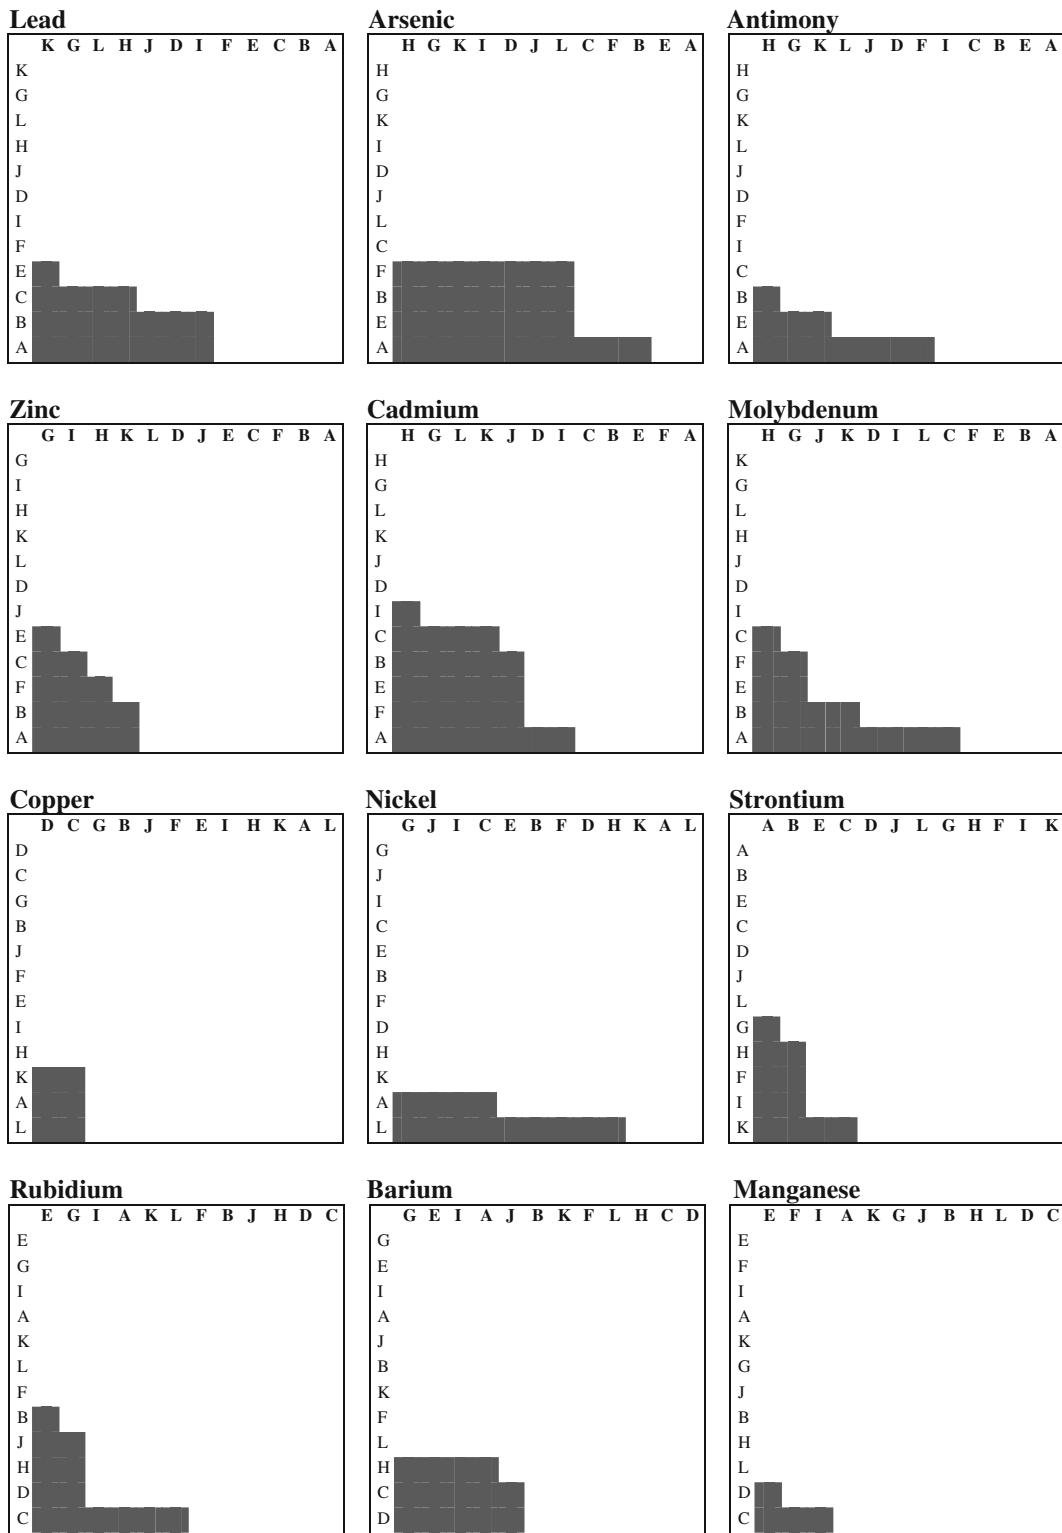 Lead
K G L H J D I F E C B A
K
G
L
H
J
D
I
F
E
C
B
A
Arsenic
H G K I D J L C F B E A
H
G
K
I
D
J
L
C
F
B
E
A
Antimony
H G K L J D F I C B E A
H
G
K
L
J
D
F
I
C
B
E
A
Zinc
G I H K L D J E C F B A
G
I
H
K
L
D
J
E
C
F
B
A
Cadmium
H G L K J D I C B E F A
H
G
L
K
J
D
I
C
B
E
F
A
Molybdenum
H G J K D I L C F E B A
K
G
L
H
J
D
I
C
F
E
B
A
Copper
D C G B J F E I H K A L
D
C
G
B
J
F
E
I
H
K
A
L
Nickel
G J I C E B F D H K A L
G
J
I
C
E
B
F
D
H
K
A
L
Strontium
A B E C D J L G H F I K
A
B
E
C
D
J
L
G
H
F
I
K
Rubidium
E G I A K L F B J H D C
E
G
I
A
K
L
F
B
J
H
D
C
Barium
G E I A J B K F L H C D
G
E
I
A
J
B
K
F
L
H
C
D
Manganese
E F I A K G J B H L D C
E
F
I
A
K
G
J
B
H
L
D
C